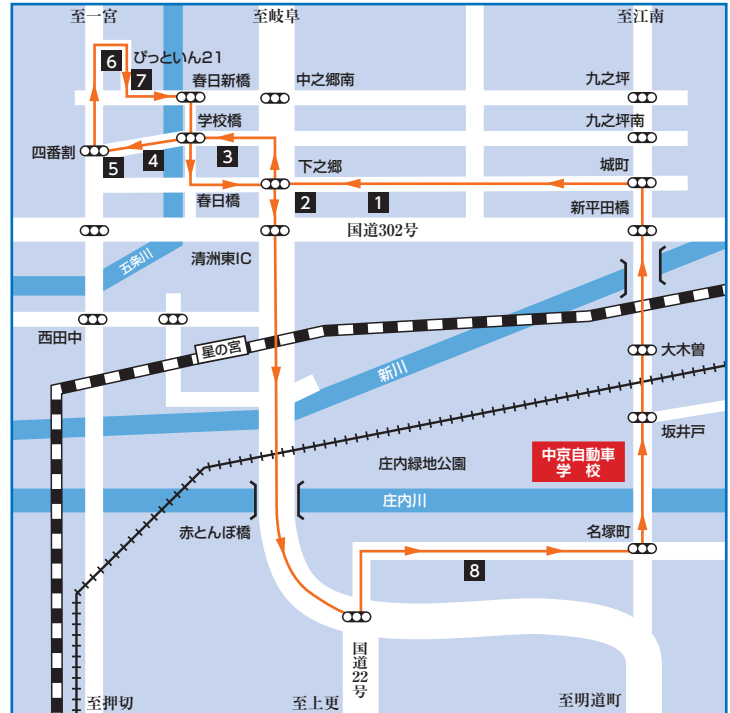 至一宮
至岐阜
至江南
6
ぴっといん21
7
春日新橋
中之郷南
九之坪
学校橋
九之坪南
四番割
5
4
3
下之郷
城町
春日橋
2
1
新平田橋
国道302号
清洲東IC
五条川
西田中
星の宮
大木曽
新川
坂井戸
庄内緑地公園
中京自動車
学 校
庄内川
赤とんぼ橋
名塚町
8
国道22号
至押切
至上更
至明道町